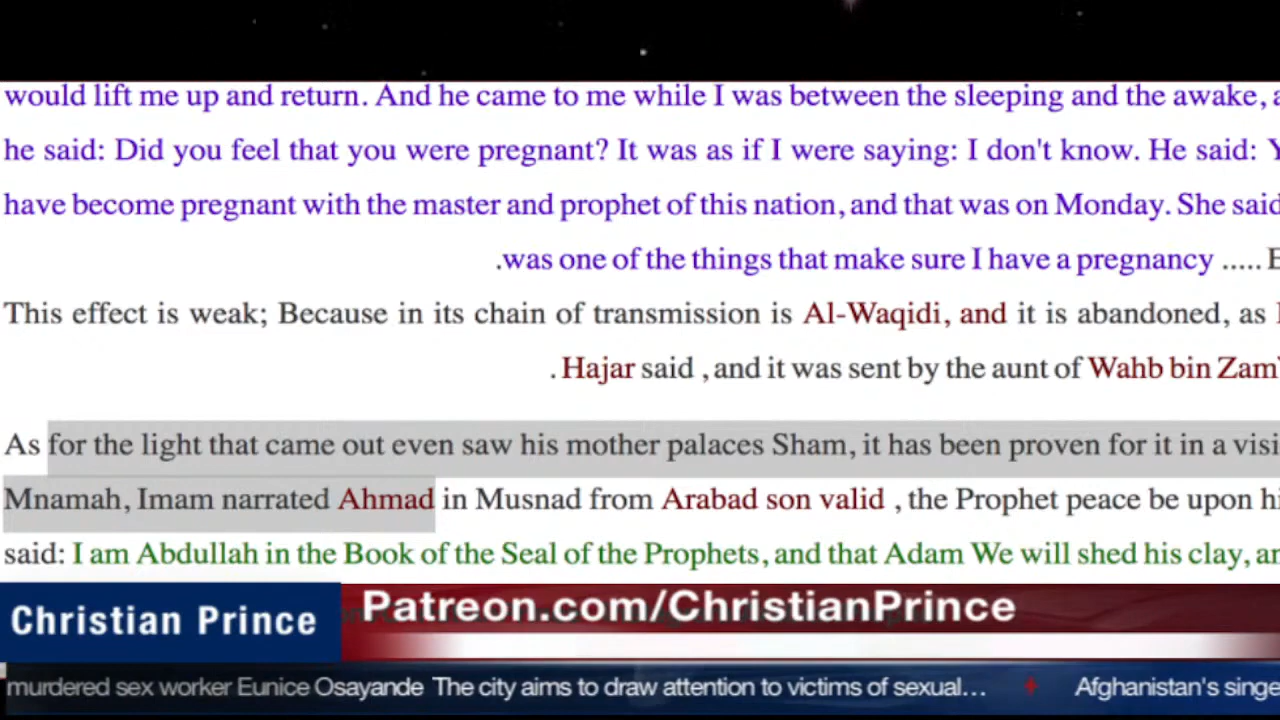 would lift me up and return. And he came to me while I was between the sleeping and the awake, a
he said: Did you feel that you were pregnant? It was as if I were saying: I don't know. He said: Y
have become pregnant with the master and prophet of this nation, and that was on Monday. She said
.was one of the things that make sure I have a pregnancy ..... E
This effect is weak; Because in its chain of transmission is Al-Waqidi, and it is abandoned, as
. Hajar said , and it was sent by the aunt of Wahb bin Zam'
As for the light that came out even saw his mother palaces Sham, it has been proven for it in a visi
Mnamah, Imam narrated Ahmad in Musnad from Arabad son valid , the Prophet peace be upon hi
said: I am Abdullah in the Book of the Seal of the Prophets, and that Adam We will shed his clay, an
Christian Prince
Patreon.com/ChristianPrince
murdered sex worker Eunice Osayande The city aims to draw attention to victims of sexual... Afghanistan's singe